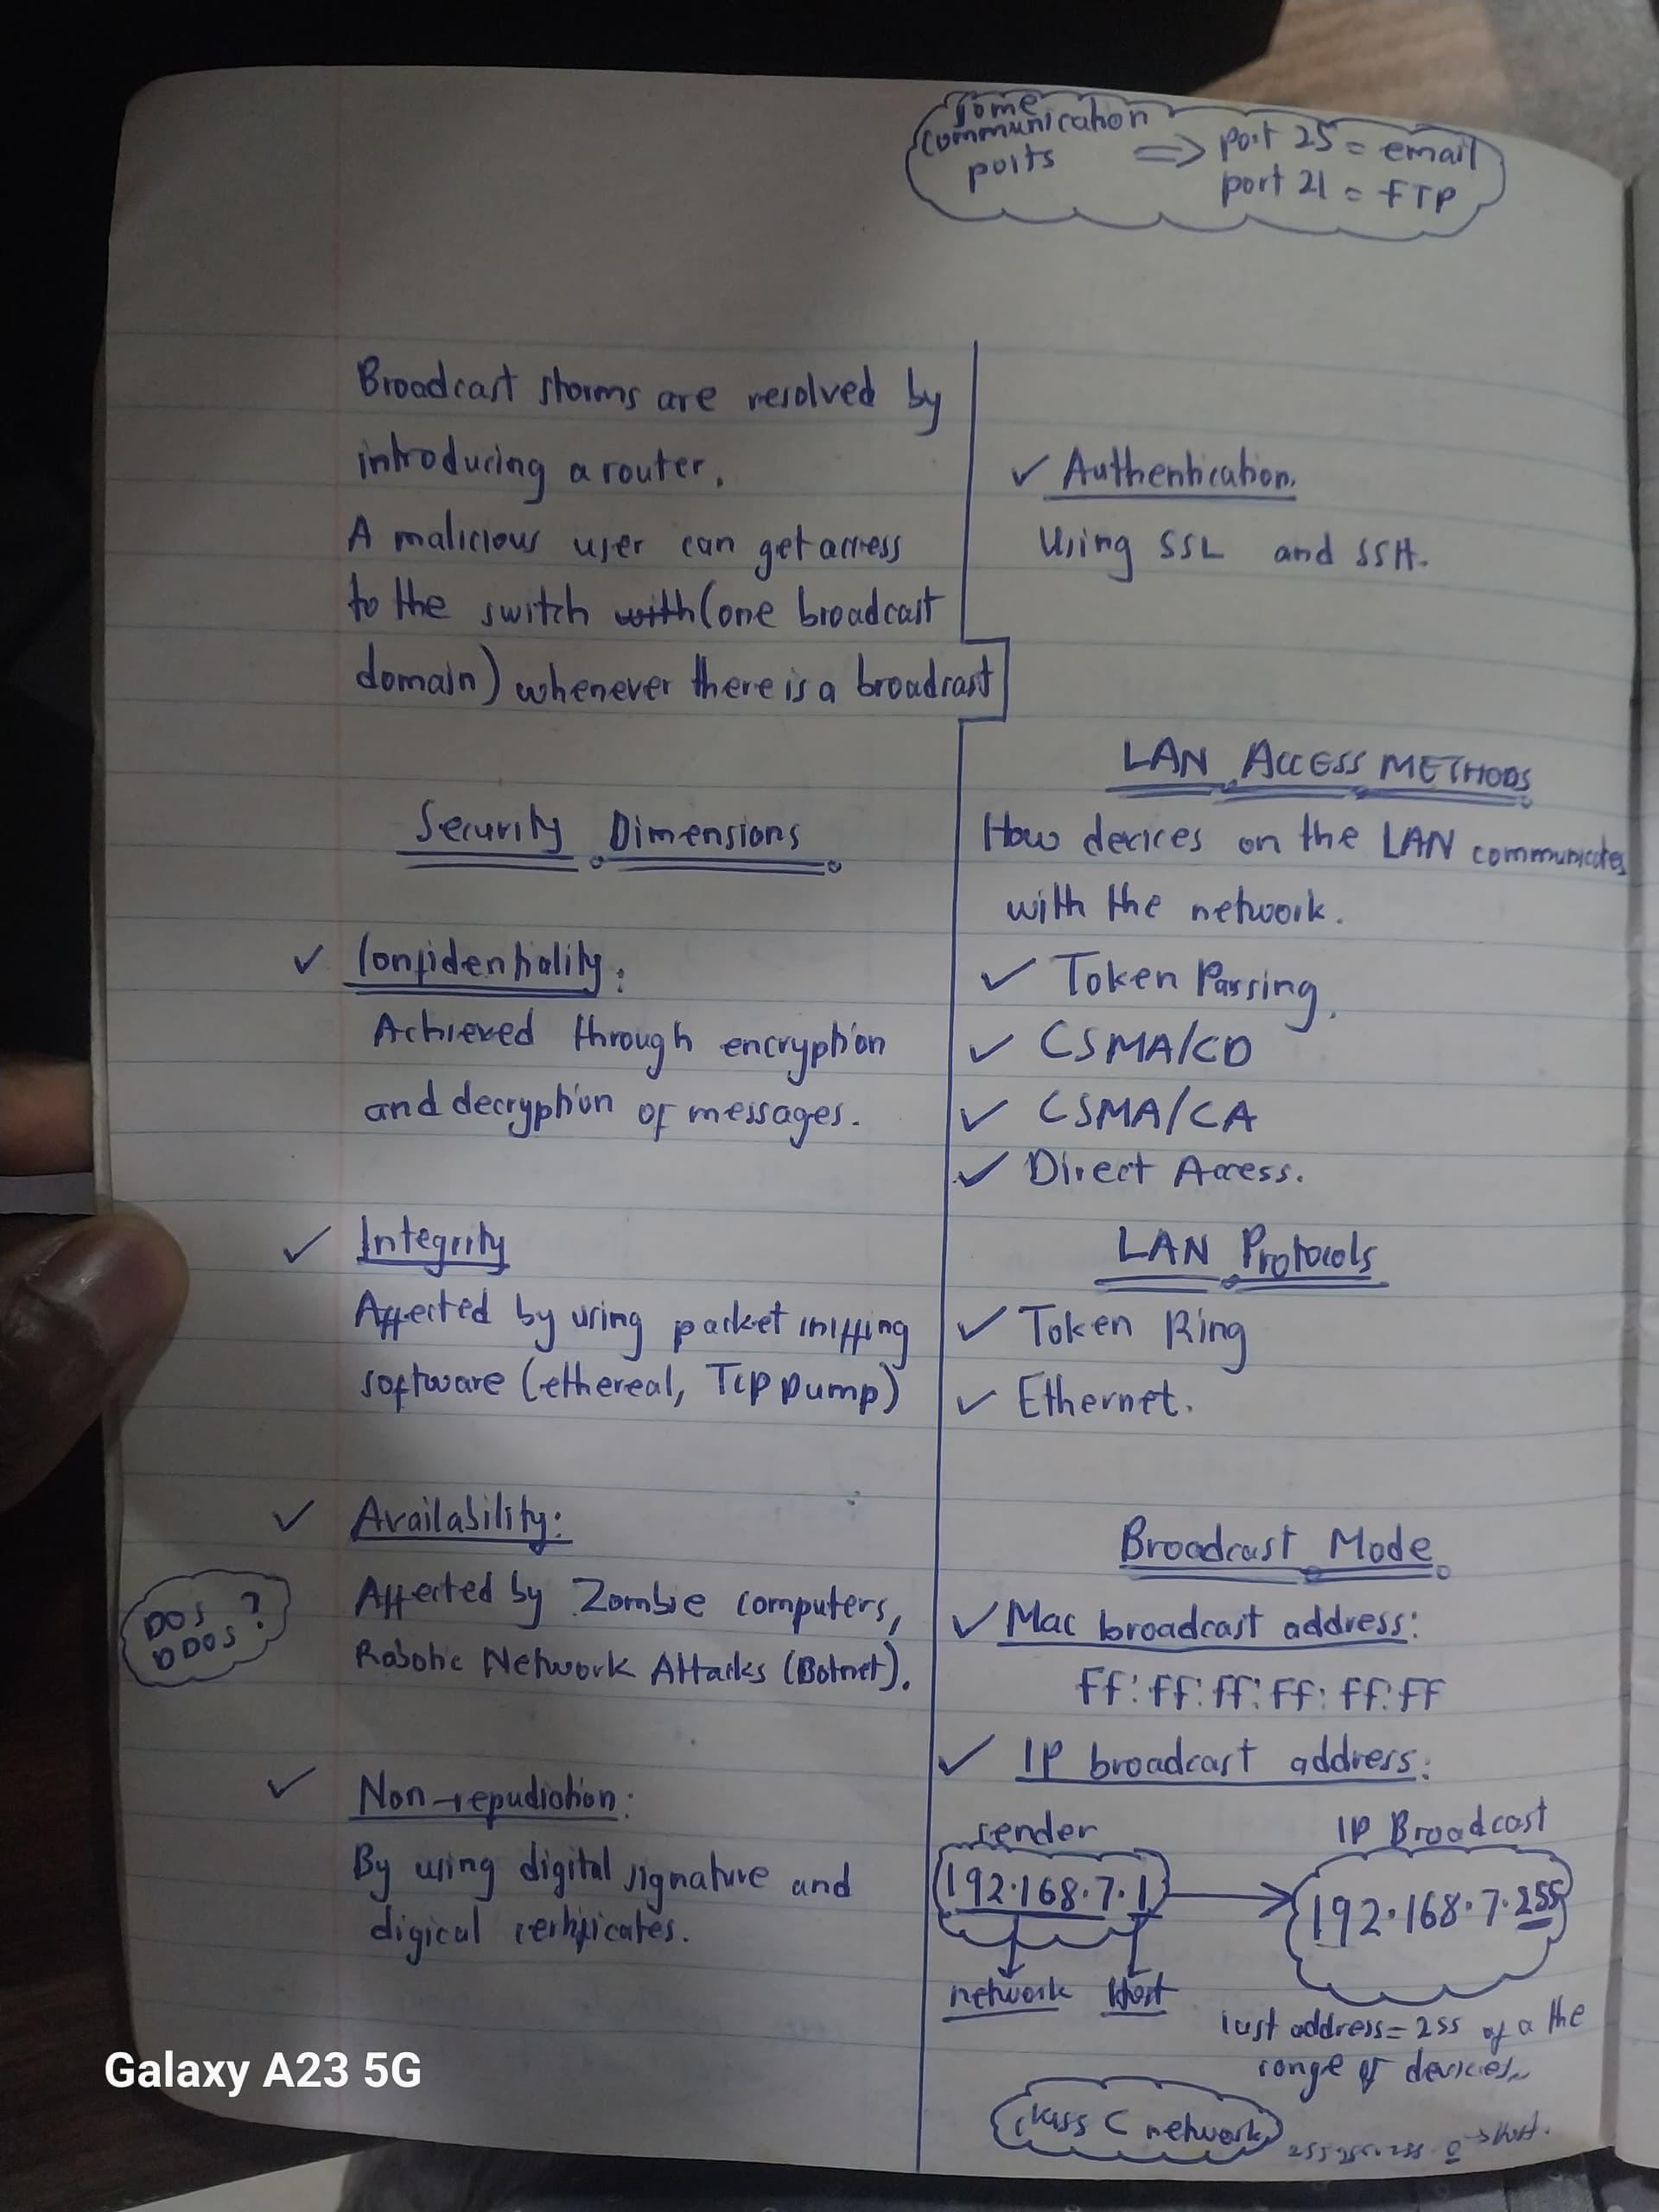 some
communication
ports => port 25 = email
port 21 = FTP
Broadcast storms are resolved by
introducing a router.
A malicious user can get access
to the switch with (one broadcast
domain) whenever there is a broadcast
Security Dimensions
✓ Confidentiality:
Achieved through encryption
and decryption of messages.
✓ Integrity
Affected by using packet sniffing
software (ethereal, Tcp Dump)
✓ Availability:
DOS ?
DDOS
Affected by Zombie computers,
Robotic Network Attacks (Botnet).
✓ Non-repudiation:
By using digital signature and
digical certificates.
✓ Authentication.
Using SSL and SSH.
LAN ACCESS METHODS
How devices on the LAN communicates
with the network.
✓ Token Passing.
✓ CSMA/CD
✓ CSMA/CA
✓ Direct Access.
LAN Protocols
✓ Token Ring
✓ Ethernet.
Broadcast Mode
✓ Mac broadcast address:
FF:FF:FF:FF:FF:FF
✓ IP broadcast address:
sender IP Broadcast
192.168.7.1 → 192.168.7.255
network Host
last address = 255 of a the
range of devices
class C network 255.255.255.0 → Host.
Galaxy A23 5G